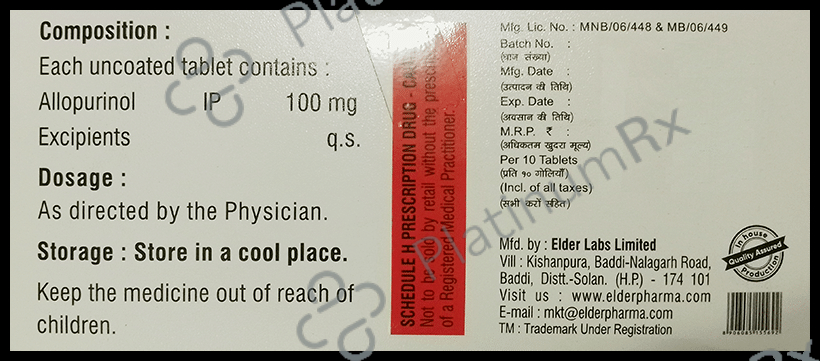 Composition :
Each uncoated tablet contains :
Allopurinol IP 100 mg
Excipients q.s.
Dosage :
As directed by the Physician.
Storage : Store in a cool place.
Keep the medicine out of reach of
children.
SCHEDULE H PRESCRIPTION DRUG -
Not to be sold by retail without the
of a Registered Medical Practitioner.
Mfg. Lic. No. : MNB/06/448 & MB/06/449
Batch No. :
(घान संख्या)
Mfg. Date :
(उत्पादन की तिथि)
Exp. Date :
(अवसान की तिथि)
M.R.P. ₹ :
(अधिकतम खुदरा मूल्य)
Per 10 Tablets
(प्रति १० गोलियाँ)
(Incl. of all taxes)
(सभी करों सहित)
Mfd. by : Elder Labs Limited
Vill : Kishanpura, Baddi-Nalagarh Road,
Baddi, Distt.-Solan. (H.P.) - 174 101
Visit us : www.elderpharma.com
E-mail : mkt@elderpharma.com
TM : Trademark Under Registration
In house
Quality Assured
Production
8906085155692
PlatinumRx
PlatinumRx